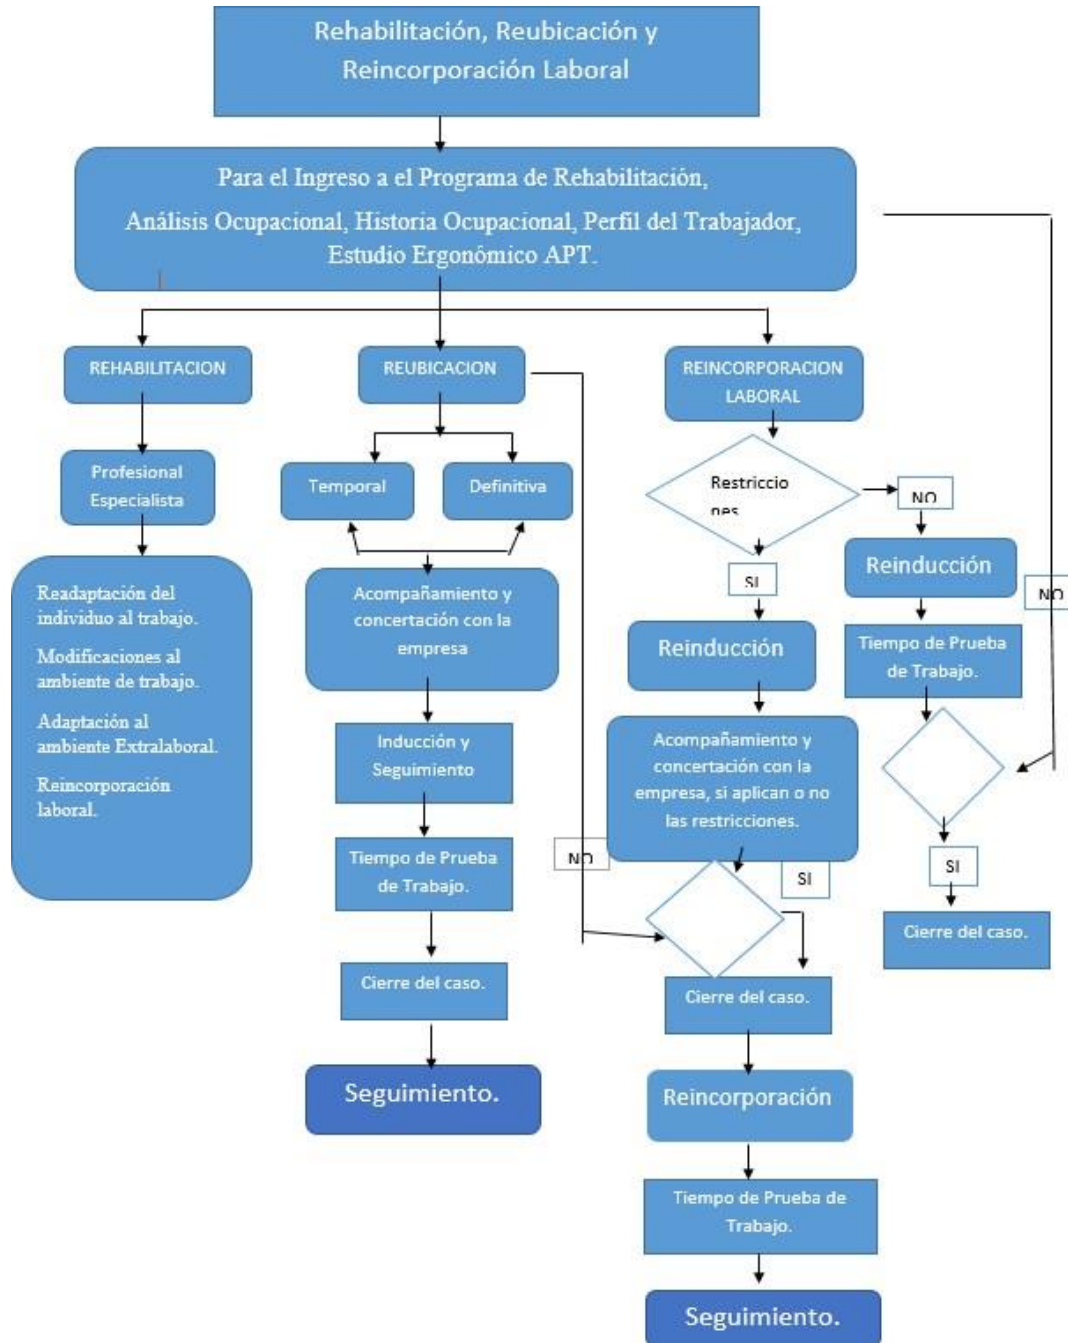 Rehabilitación, Reubicación y
Reincorporación Laboral
Para el Ingreso a el Programa de Rehabilitación,
Análisis Ocupacional, Historia Ocupacional, Perfil del Trabajador,
Estudio Ergonómico APT.
REHABILITACION
REUBICACION
REINCORPORACION
LABORAL
Profesional
Especialista
Temporal
Definitiva
Restriccio
nes
NO
Readaptación del
individuo al trabajo.
Modificaciones al
ambiente de trabajo.
Adaptación al
ambiente Extralaboral.
Reincorporación
laboral.
Acompañamiento y
concertación con la
empresa
SI
Reinducción
NO
Reinducción
Tiempo de Prueba
de Trabajo.
Inducción y
Seguimiento
Acompañamiento y
concertación con la
empresa, si aplican o no
las restricciones.
Tiempo de Prueba
de Trabajo.
NO
SI
SI
Cierre del caso.
Cierre del caso.
Cierre del caso.
Seguimiento.
Reincorporación
Tiempo de Prueba de
Trabajo.
Seguimiento.